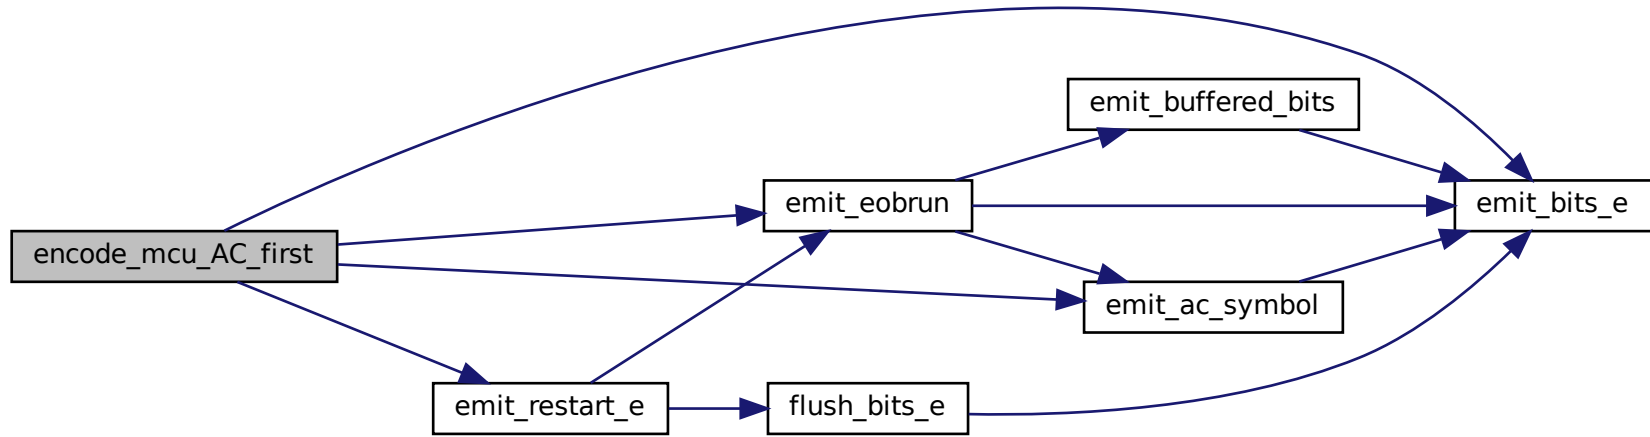 encode_mcu_AC_first
emit_restart_e
emit_eobrun
flush_bits_e
emit_buffered_bits
emit_ac_symbol
emit_bits_e